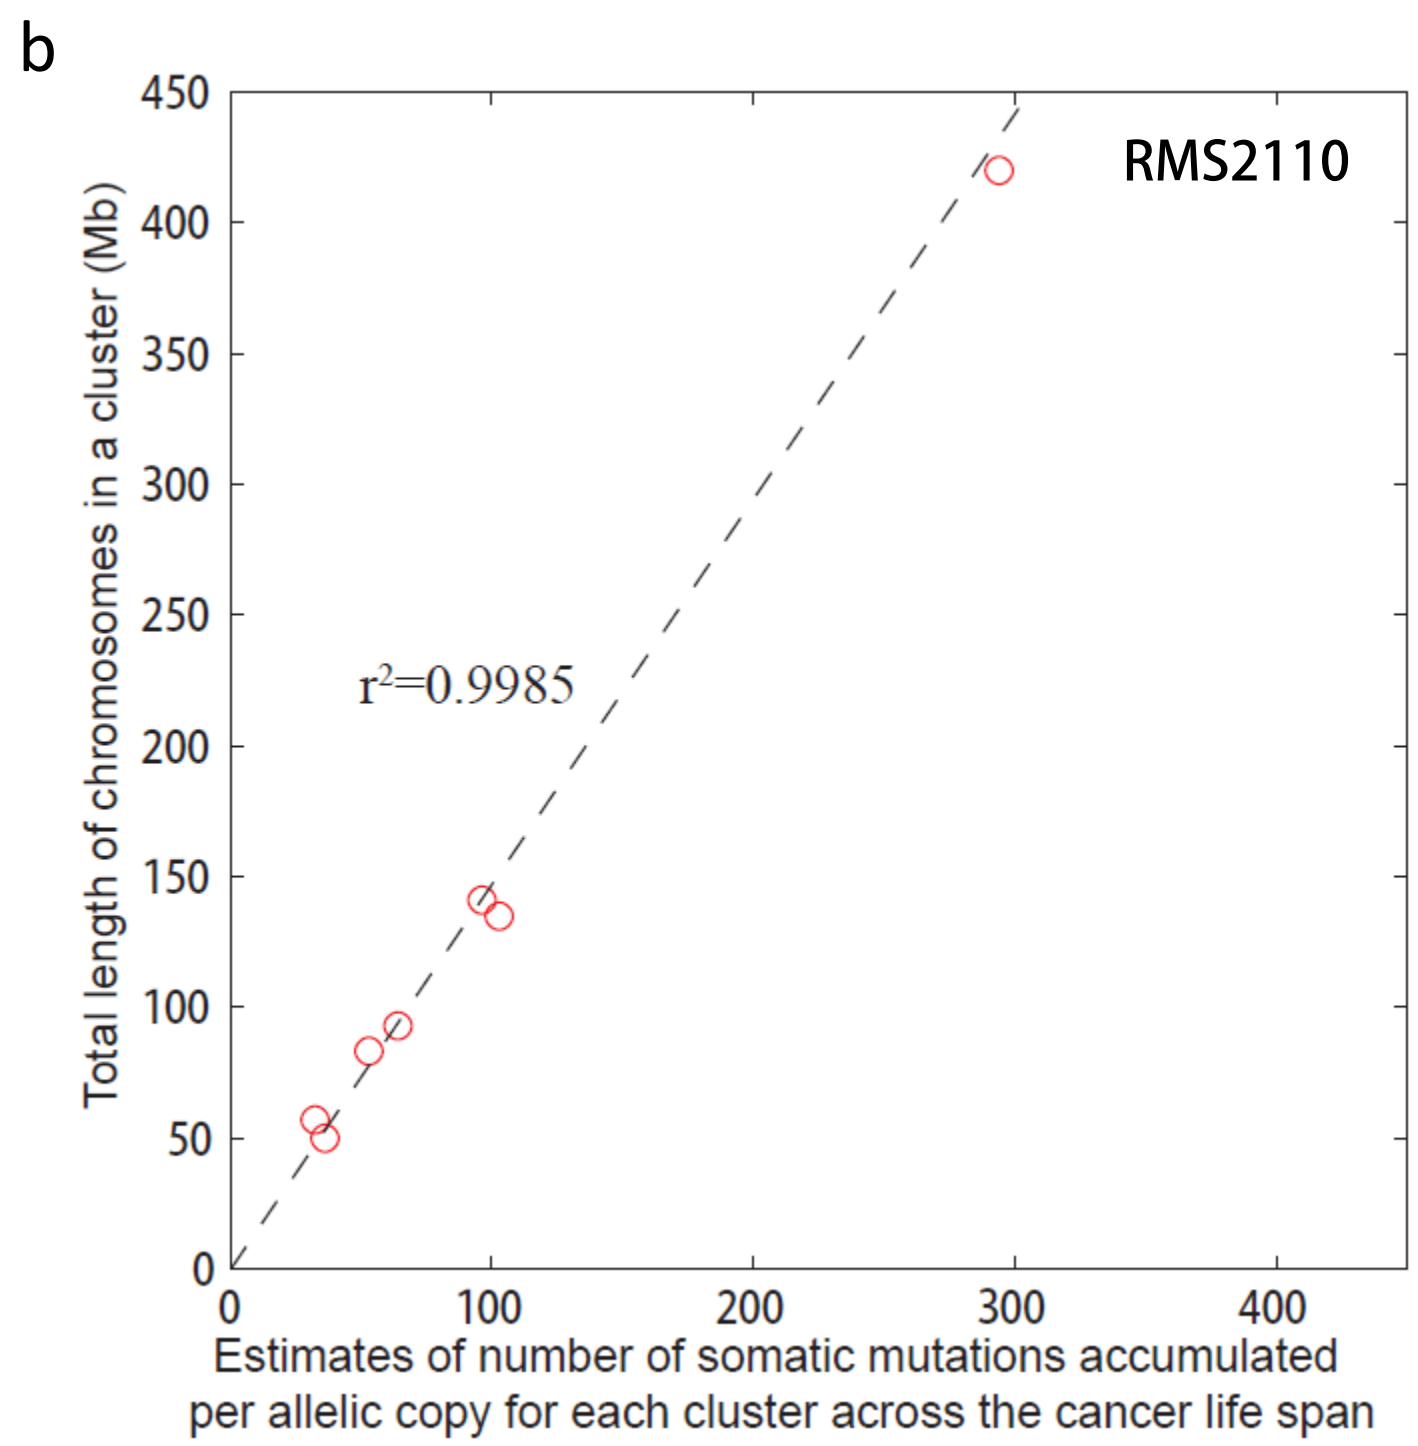 b
RMS2110
Total length of chromosomes in a cluster (Mb)
450
400
350
300
250
200
150
100
50
0
r²=0.9985
0 100 200 300 400
Estimates of number of somatic mutations accumulated
per allelic copy for each cluster across the cancer life span